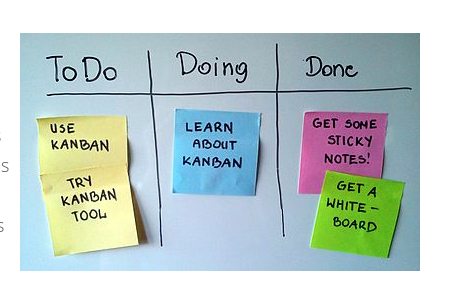 To Do
Doing
Done
USE
KANBAN
TRY
KANBAN
TOOL
LEARN
ABOUT
KANBAN
GET SOME
STICKY
NOTES!
GET A
WHITE-
BOARD